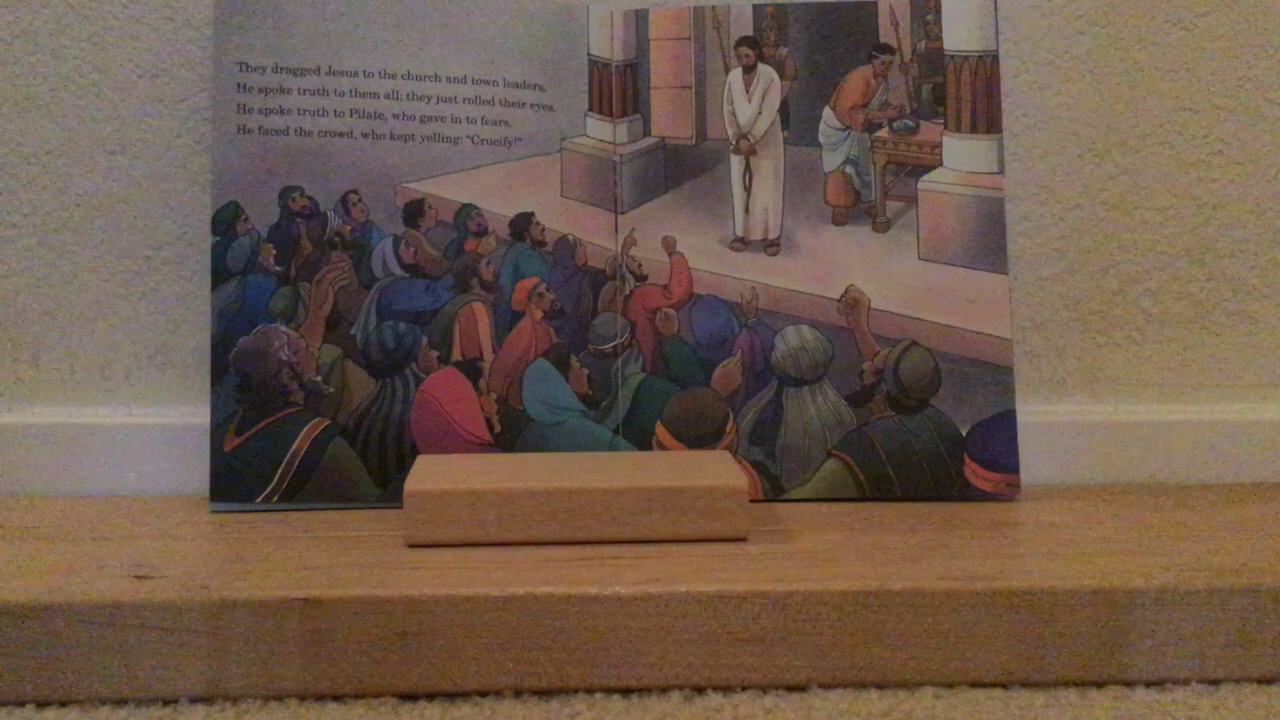 They dragged Jesus to the church and town leaders.
He spoke truth to them all; they just rolled their eyes.
He spoke truth to Pilate, who gave in to fears.
He faced the crowd, who kept yelling: “Crucify!”